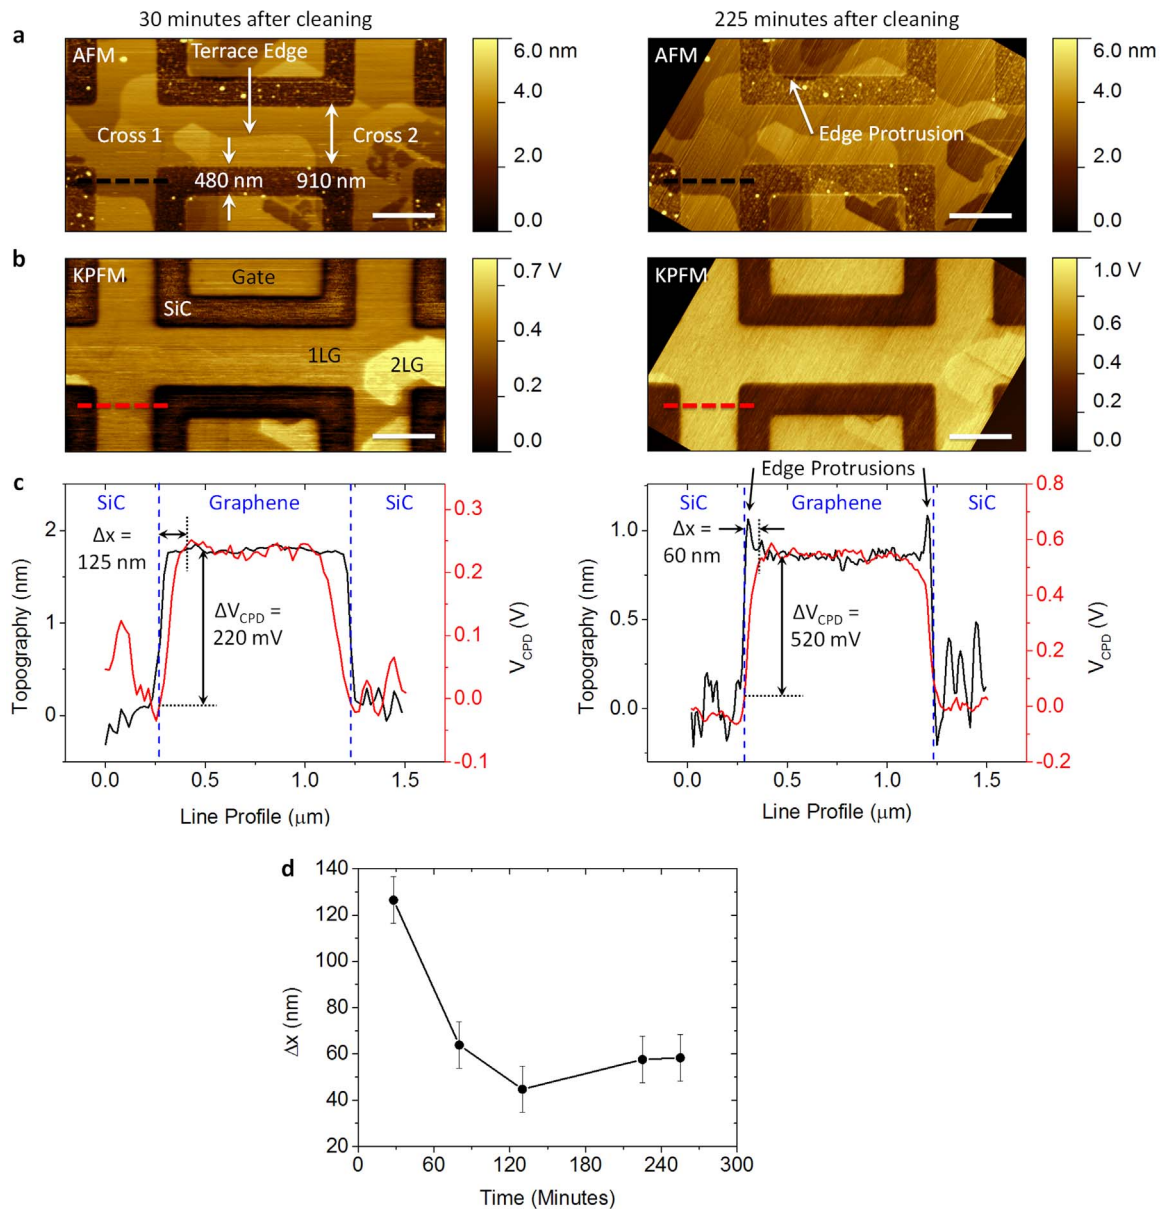 30 minutes after cleaning
225 minutes after cleaning
a
AFM
Terrace Edge
Cross 1
Cross 2
480 nm
910 nm
6.0 nm
4.0
2.0
0.0
AFM
Edge Protrusion
6.0 nm
4.0
2.0
0.0
b
KPFM
Gate
SiC
1LG
2LG
0.7 V
0.4
0.2
0.0
KPFM
1.0 V
0.6
0.2
0.0
c
SiC
Graphene
SiC
Δx =
125 nm
ΔV_CPD =
220 mV
2
1
0
Topography (nm)
0.3
0.2
0.1
0.0
-0.1
V_CPD (V)
0.0
0.5
1.0
1.5
Line Profile (μm)
Edge Protrusions
SiC
Graphene
SiC
Δx =
60 nm
ΔV_CPD =
520 mV
1.0
0.5
0.0
Topography (nm)
0.8
0.6
0.4
0.2
0.0
-0.2
V_CPD (V)
0.0
0.5
1.0
1.5
Line Profile (μm)
d
140
120
100
80
60
40
20
Δx (nm)
0
60
120
180
240
300
Time (Minutes)